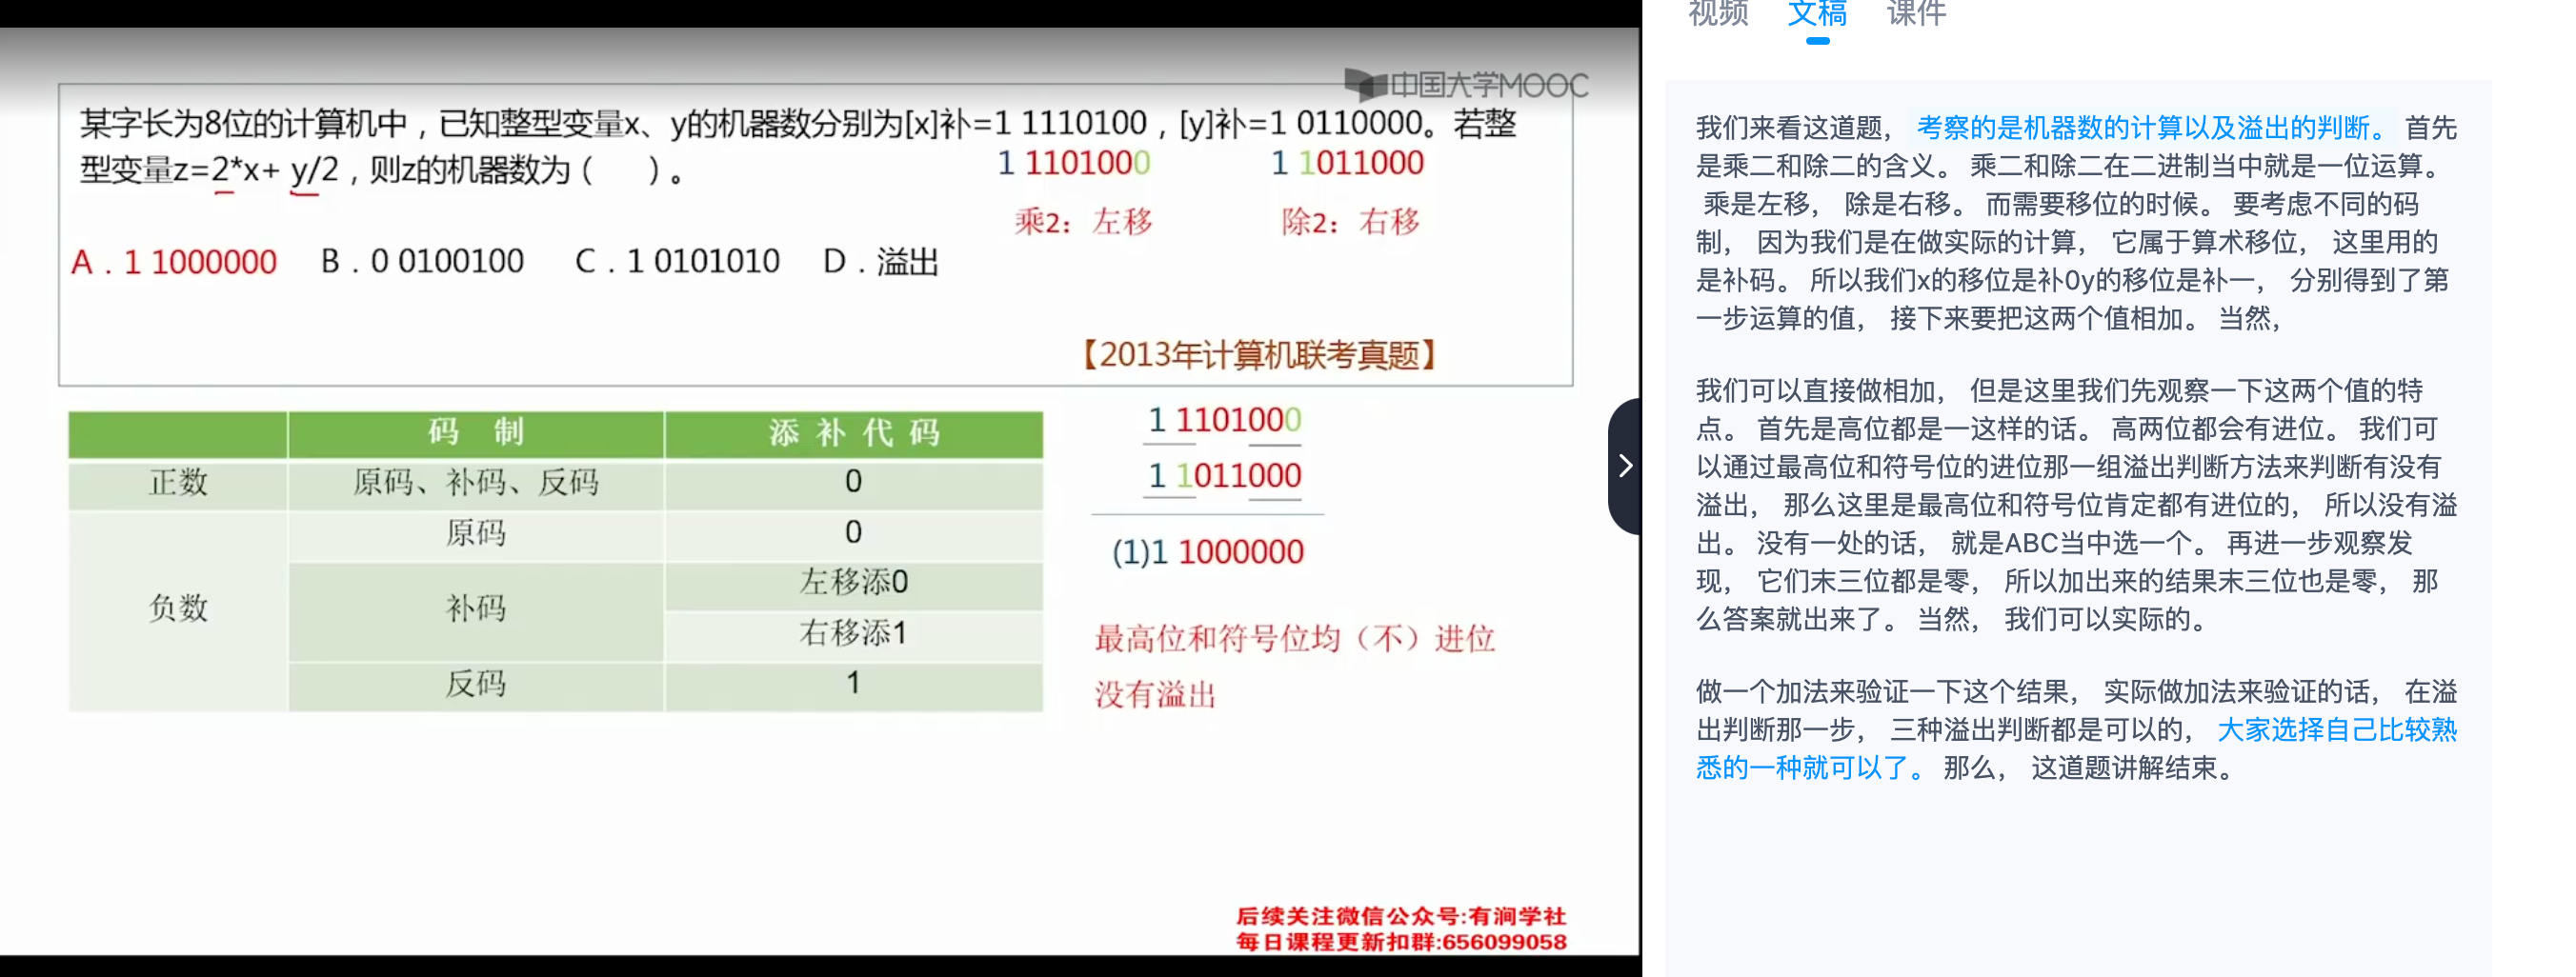 中国大学MOOC
某字长为8位的计算机中，已知整型变量x、y的机器数分别为[x]补=1 1110100，[y]补=1 0110000。若整
型变量z=2*x+ y/2，则z的机器数为（　　）。
1 1101000
1 1011000
乘2：左移
除2：右移
A．1 1000000 B．0 0100100 C．1 0101010 D．溢出
【2013年计算机联考真题】
码 制 添 补 代 码
正数 原码、补码、反码 0
负数 原码 0
补码 左移添0
右移添1
反码 1
1 1101000
1 1011000
(1)1 1000000
最高位和符号位均（不）进位
没有溢出
后续关注微信公众号:有涧学社
每日课程更新扣群:656099058
视频 文稿 课件
我们来看这道题， 考察的是机器数的计算以及溢出的判断。 首先
是乘二和除二的含义。 乘二和除二在二进制当中就是一位运算。
乘是左移， 除是右移。 而需要移位的时候。 要考虑不同的码
制， 因为我们是在做实际的计算， 它属于算术移位， 这里用的
是补码。 所以我们x的移位是补0y的移位是补一， 分别得到了第
一步运算的值， 接下来要把这两个值相加。 当然，
我们可以直接做相加， 但是这里我们先观察一下这两个值的特
点。 首先是高位都是一这样的话。 高两位都会有进位。 我们可
以通过最高位和符号位的进位那一组溢出判断方法来判断有没有
溢出， 那么这里是最高位和符号位肯定都有进位的， 所以没有溢
出。 没有一处的话， 就是ABC当中选一个。 再进一步观察发
现， 它们末三位都是零， 所以加出来的结果末三位也是零， 那
么答案就出来了。 当然， 我们可以实际的。
做一个加法来验证一下这个结果， 实际做加法来验证的话， 在溢
出判断那一步， 三种溢出判断都是可以的， 大家选择自己比较熟
悉的一种就可以了。 那么， 这道题讲解结束。